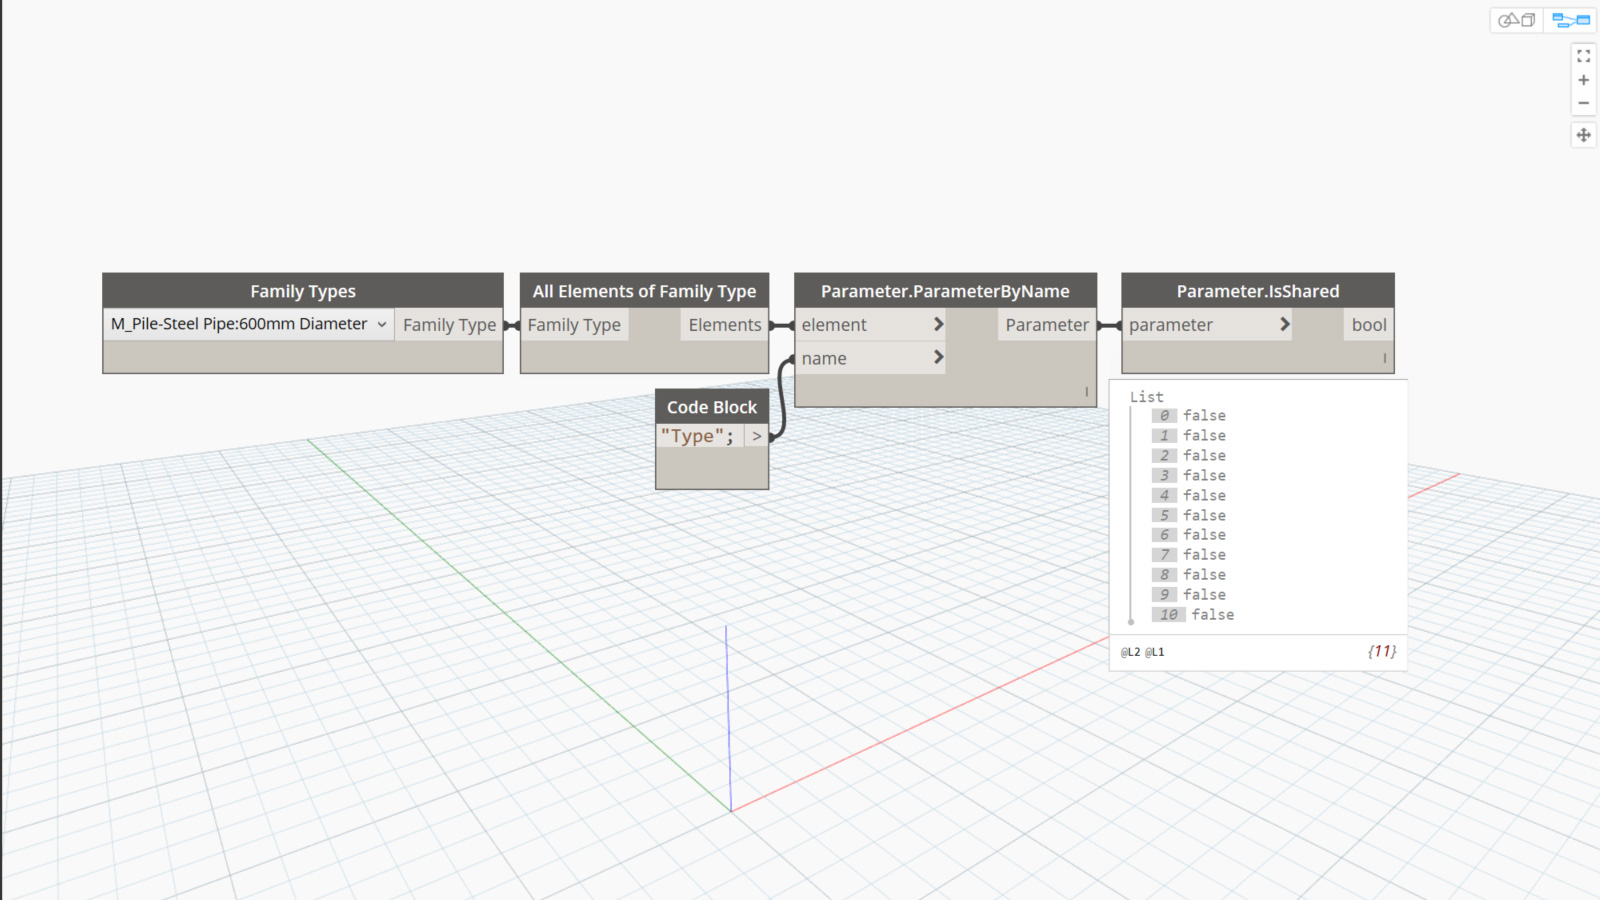 Family Types
M_Pile-Steel Pipe:600mm Diameter
Family Type
All Elements of Family Type
Family Type
Elements
Parameter.ParameterByName
element
Parameter
name
Parameter.IsShared
parameter
bool
Code Block
"Type";
>
List
0 false
1 false
2 false
3 false
4 false
5 false
6 false
7 false
8 false
9 false
10 false
@L2 @L1
{11}